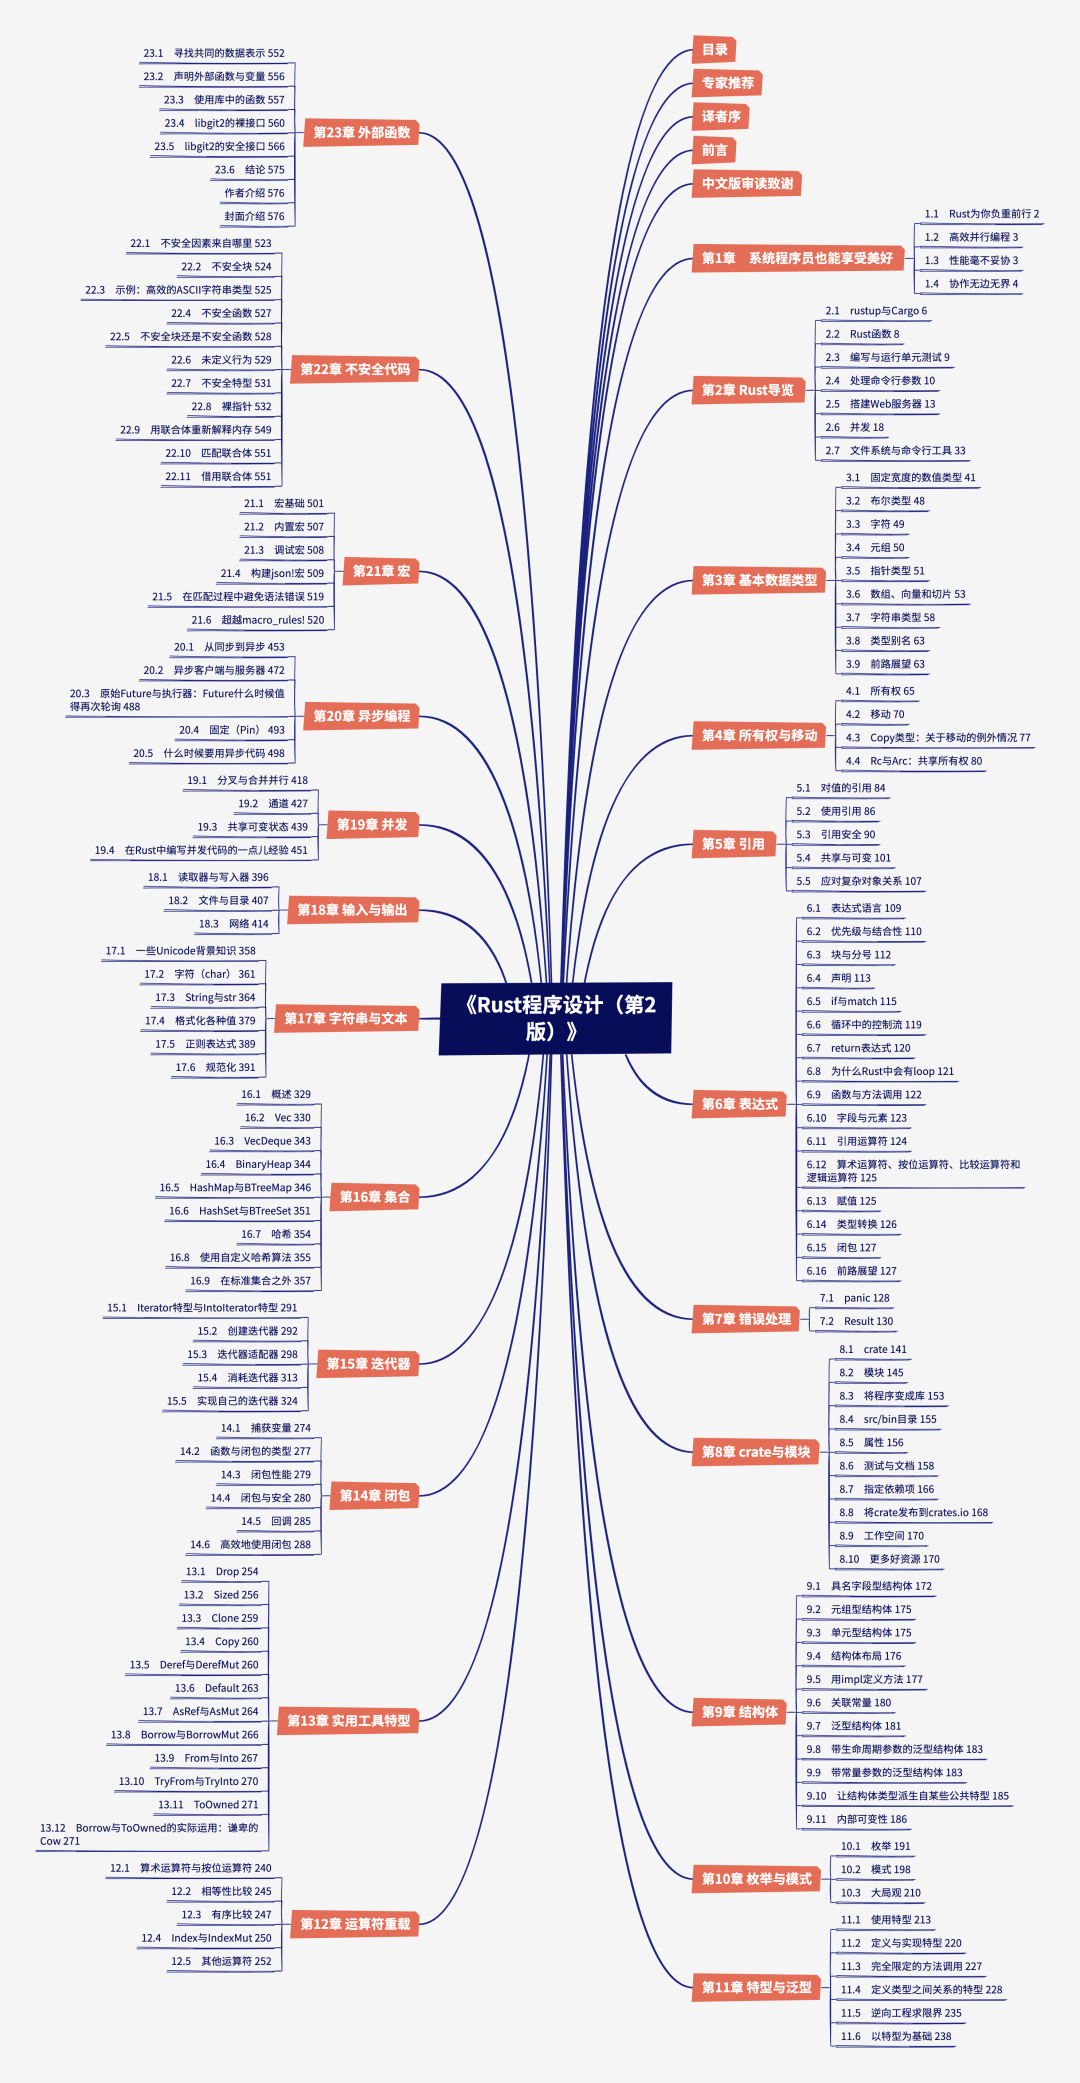 《Rust程序设计（第2
版）》
目录
专家推荐
译者序
前言
中文版审读致谢
第1章　系统程序员也能享受美好
1.1　Rust为你负重前行 2
1.2　高效并行编程 3
1.3　性能毫不妥协 3
1.4　协作无边无界 4
第2章 Rust导览
2.1　rustup与Cargo 6
2.2　Rust函数 8
2.3　编写与运行单元测试 9
2.4　处理命令行参数 10
2.5　搭建Web服务器 13
2.6　并发 18
2.7　文件系统与命令行工具 33
第3章 基本数据类型
3.1　固定宽度的数值类型 41
3.2　布尔类型 48
3.3　字符 49
3.4　元组 50
3.5　指针类型 51
3.6　数组、向量和切片 53
3.7　字符串类型 58
3.8　类型别名 63
3.9　前路展望 63
第4章 所有权与移动
4.1　所有权 65
4.2　移动 70
4.3　Copy类型：关于移动的例外情况 77
4.4　Rc与Arc：共享所有权 80
第5章 引用
5.1　对值的引用 84
5.2　使用引用 86
5.3　引用安全 90
5.4　共享与可变 101
5.5　应对复杂对象关系 107
第6章 表达式
6.1　表达式语言 109
6.2　优先级与结合性 110
6.3　块与分号 112
6.4　声明 113
6.5　if与match 115
6.6　循环中的控制流 119
6.7　return表达式 120
6.8　为什么Rust中会有loop 121
6.9　函数与方法调用 122
6.10　字段与元素 123
6.11　引用运算符 124
6.12　算术运算符、按位运算符、比较运算符和
逻辑运算符 125
6.13　赋值 125
6.14　类型转换 126
6.15　闭包 127
6.16　前路展望 127
第7章 错误处理
7.1　panic 128
7.2　Result 130
第8章 crate与模块
8.1　crate 141
8.2　模块 145
8.3　将程序变成库 153
8.4　src/bin目录 155
8.5　属性 156
8.6　测试与文档 158
8.7　指定依赖项 166
8.8　将crate发布到crates.io 168
8.9　工作空间 170
8.10　更多好资源 170
第9章 结构体
9.1　具名字段型结构体 172
9.2　元组型结构体 175
9.3　单元型结构体 175
9.4　结构体布局 176
9.5　用impl定义方法 177
9.6　关联常量 180
9.7　泛型结构体 181
9.8　带生命周期参数的泛型结构体 183
9.9　带常量参数的泛型结构体 183
9.10　让结构体类型派生自某些公共特型 185
9.11　内部可变性 186
第10章 枚举与模式
10.1　枚举 191
10.2　模式 198
10.3　大局观 210
第11章 特型与泛型
11.1　使用特型 213
11.2　定义与实现特型 220
11.3　完全限定的方法调用 227
11.4　定义类型之间关系的特型 228
11.5　逆向工程求限界 235
11.6　以特型为基础 238
第12章 运算符重载
12.1　算术运算符与按位运算符 240
12.2　相等性比较 245
12.3　有序比较 247
12.4　Index与IndexMut 250
12.5　其他运算符 252
第13章 实用工具特型
13.1　Drop 254
13.2　Sized 256
13.3　Clone 259
13.4　Copy 260
13.5　Deref与DerefMut 260
13.6　Default 263
13.7　AsRef与AsMut 264
13.8　Borrow与BorrowMut 266
13.9　From与Into 267
13.10　TryFrom与TryInto 270
13.11　ToOwned 271
13.12　Borrow与ToOwned的实际运用：谦卑的
Cow 271
第14章 闭包
14.1　捕获变量 274
14.2　函数与闭包的类型 277
14.3　闭包性能 279
14.4　闭包与安全 280
14.5　回调 285
14.6　高效地使用闭包 288
第15章 迭代器
15.1　Iterator特型与IntoIterator特型 291
15.2　创建迭代器 292
15.3　迭代器适配器 298
15.4　消耗迭代器 313
15.5　实现自己的迭代器 324
第16章 集合
16.1　概述 329
16.2　Vec 330
16.3　VecDeque 343
16.4　BinaryHeap 344
16.5　HashMap与BTreeMap 346
16.6　HashSet与BTreeSet 351
16.7　哈希 354
16.8　使用自定义哈希算法 355
16.9　在标准集合之外 357
第17章 字符串与文本
17.1　一些Unicode背景知识 358
17.2　字符（char） 361
17.3　String与str 364
17.4　格式化各种值 379
17.5　正则表达式 389
17.6　规范化 391
第18章 输入与输出
18.1　读取器与写入器 396
18.2　文件与目录 407
18.3　网络 414
第19章 并发
19.1　分叉与合并并行 418
19.2　通道 427
19.3　共享可变状态 439
19.4　在Rust中编写并发代码的一点儿经验 451
第20章 异步编程
20.1　从同步到异步 453
20.2　异步客户端与服务器 472
20.3　原始Future与执行器：Future什么时候值
得再次轮询 488
20.4　固定（Pin） 493
20.5　什么时候要用异步代码 498
第21章 宏
21.1　宏基础 501
21.2　内置宏 507
21.3　调试宏 508
21.4　构建json!宏 509
21.5　在匹配过程中避免语法错误 519
21.6　超越macro_rules! 520
第22章 不安全代码
22.1　不安全因素来自哪里 523
22.2　不安全块 524
22.3　示例：高效的ASCII字符串类型 525
22.4　不安全函数 527
22.5　不安全块还是不安全函数 528
22.6　未定义行为 529
22.7　不安全特型 531
22.8　裸指针 532
22.9　用联合体重新解释内存 549
22.10　匹配联合体 551
22.11　借用联合体 551
第23章 外部函数
23.1　寻找共同的数据表示 552
23.2　声明外部函数与变量 556
23.3　使用库中的函数 557
23.4　libgit2的裸接口 560
23.5　libgit2的安全接口 566
23.6　结论 575
作者介绍 576
封面介绍 576